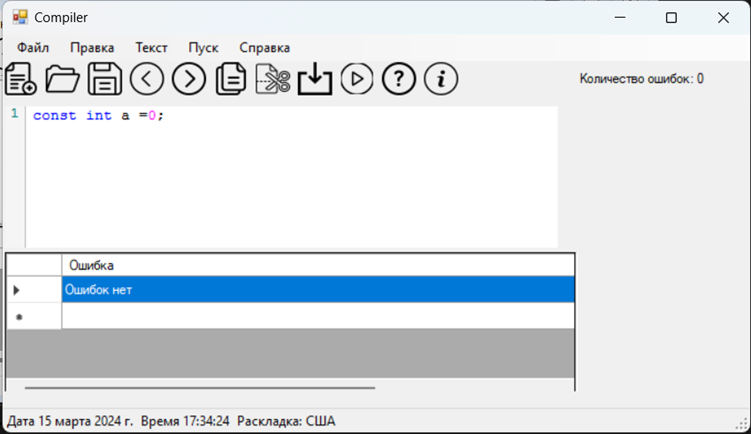 Compiler
Файл Правка Текст Пуск Справка
Количество ошибок: 0
1 const int a =0;
Ошибка
Ошибок нет
Дата 15 марта 2024 г. Время 17:34:24 Раскладка: США